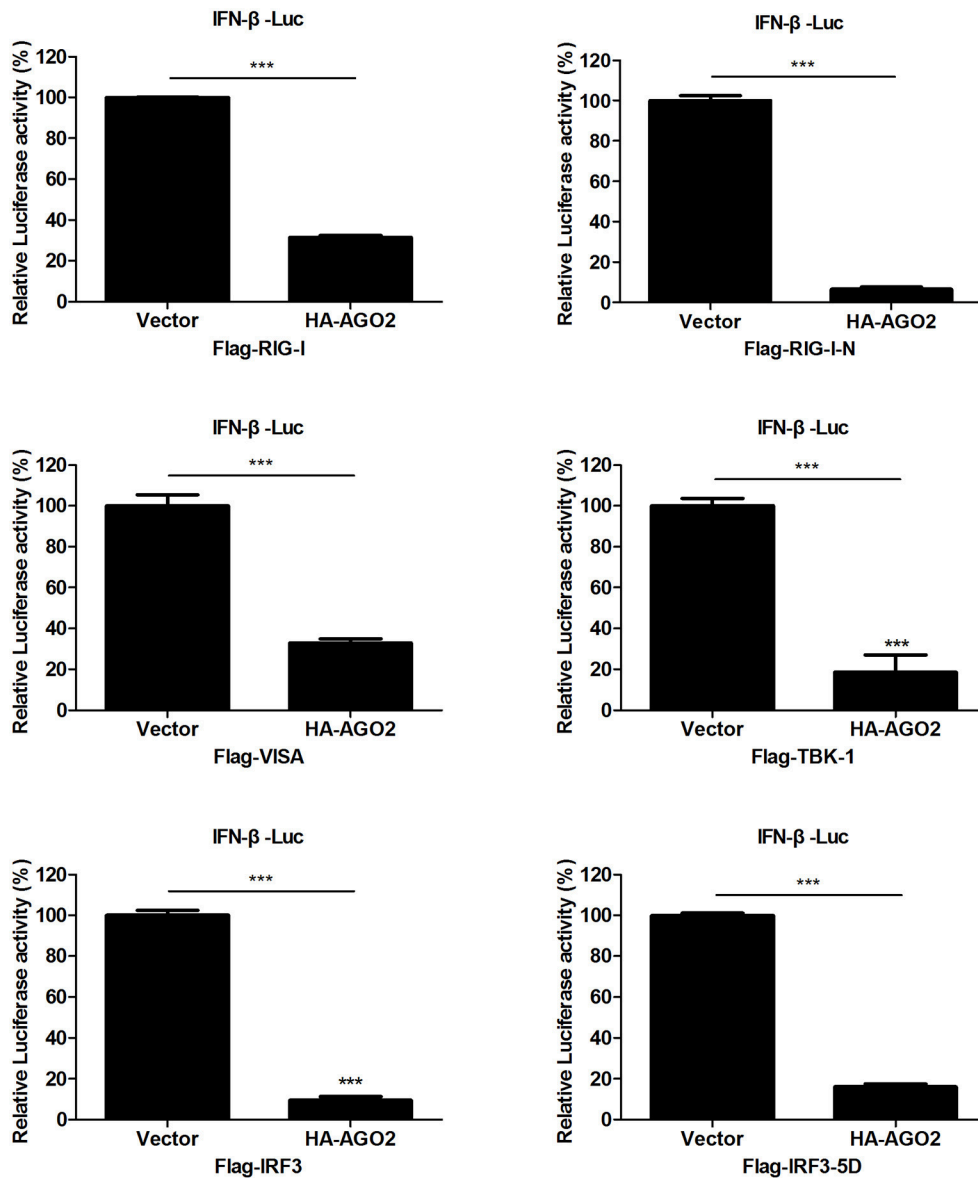 IFN-β -Luc
Relative Luciferase activity (%)
120
100
80
60
40
20
0
***
Vector HA-AGO2
Flag-RIG-I
IFN-β -Luc
Relative Luciferase activity (%)
120
100
80
60
40
20
0
***
Vector HA-AGO2
Flag-RIG-I-N
IFN-β -Luc
Relative Luciferase activity (%)
120
100
80
60
40
20
0
***
Vector HA-AGO2
Flag-VISA
IFN-β -Luc
Relative Luciferase activity (%)
120
100
80
60
40
20
0
***
***
Vector HA-AGO2
Flag-TBK-1
IFN-β -Luc
Relative Luciferase activity (%)
120
100
80
60
40
20
0
***
***
Vector HA-AGO2
Flag-IRF3
IFN-β -Luc
Relative Luciferase activity (%)
120
100
80
60
40
20
0
***
Vector HA-AGO2
Flag-IRF3-5D